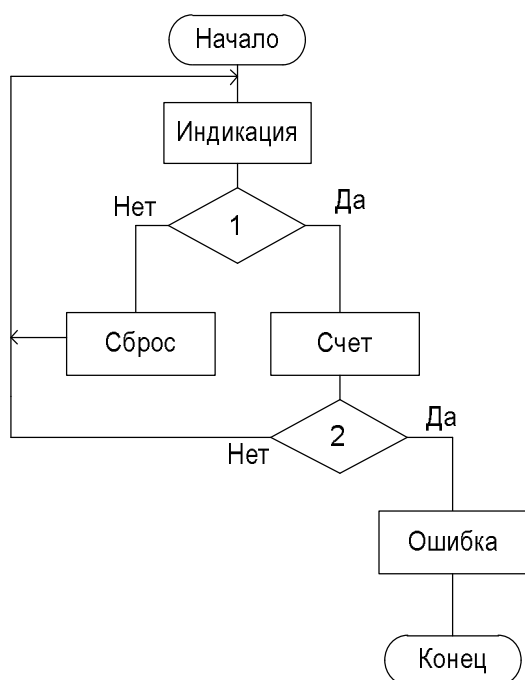 Начало
Индикация
Нет
1
Да
Сброс
Счет
Нет
2
Да
Ошибка
Конец